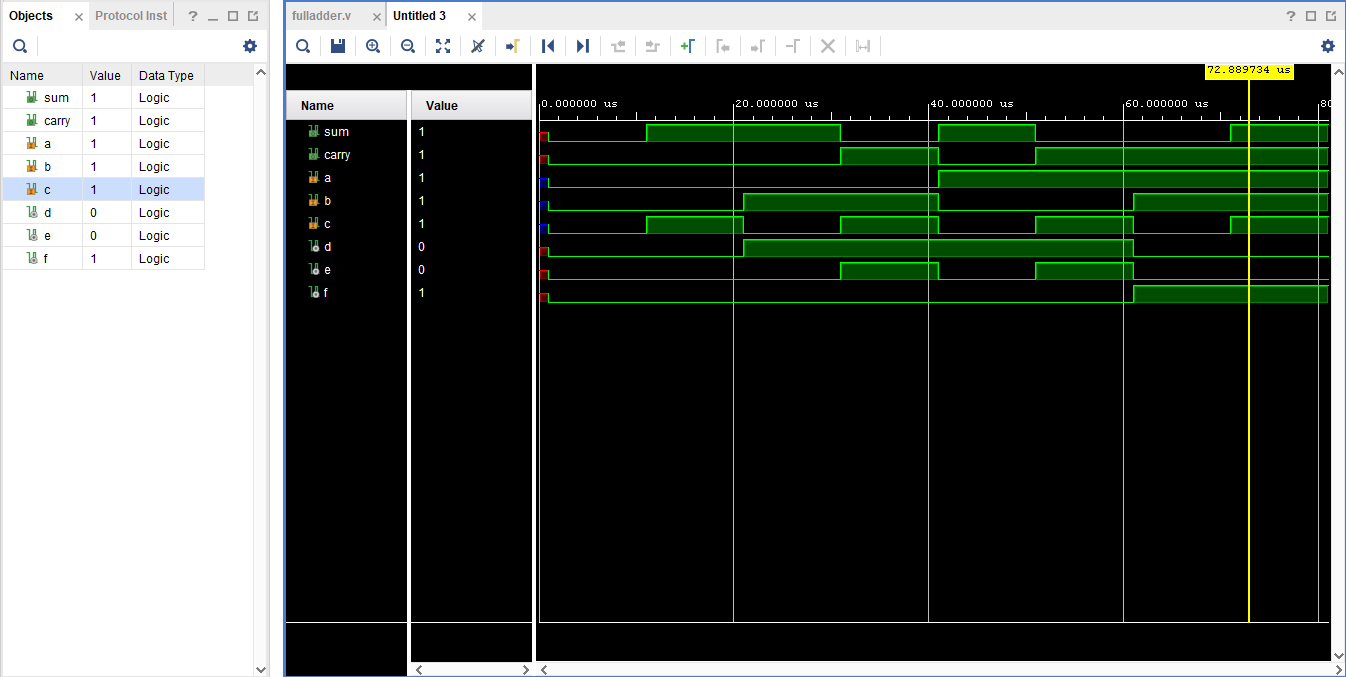 Objects
Protocol Inst
?
Name Value Data Type
sum 1 Logic
carry 1 Logic
a 1 Logic
b 1 Logic
c 1 Logic
d 0 Logic
e 0 Logic
f 1 Logic
fulladder.v
Untitled 3
?
72.889734 us
Name Value
0.000000 us 20.000000 us 40.000000 us 60.000000 us 80
sum 1
carry 1
a 1
b 1
c 1
d 0
e 0
f 1